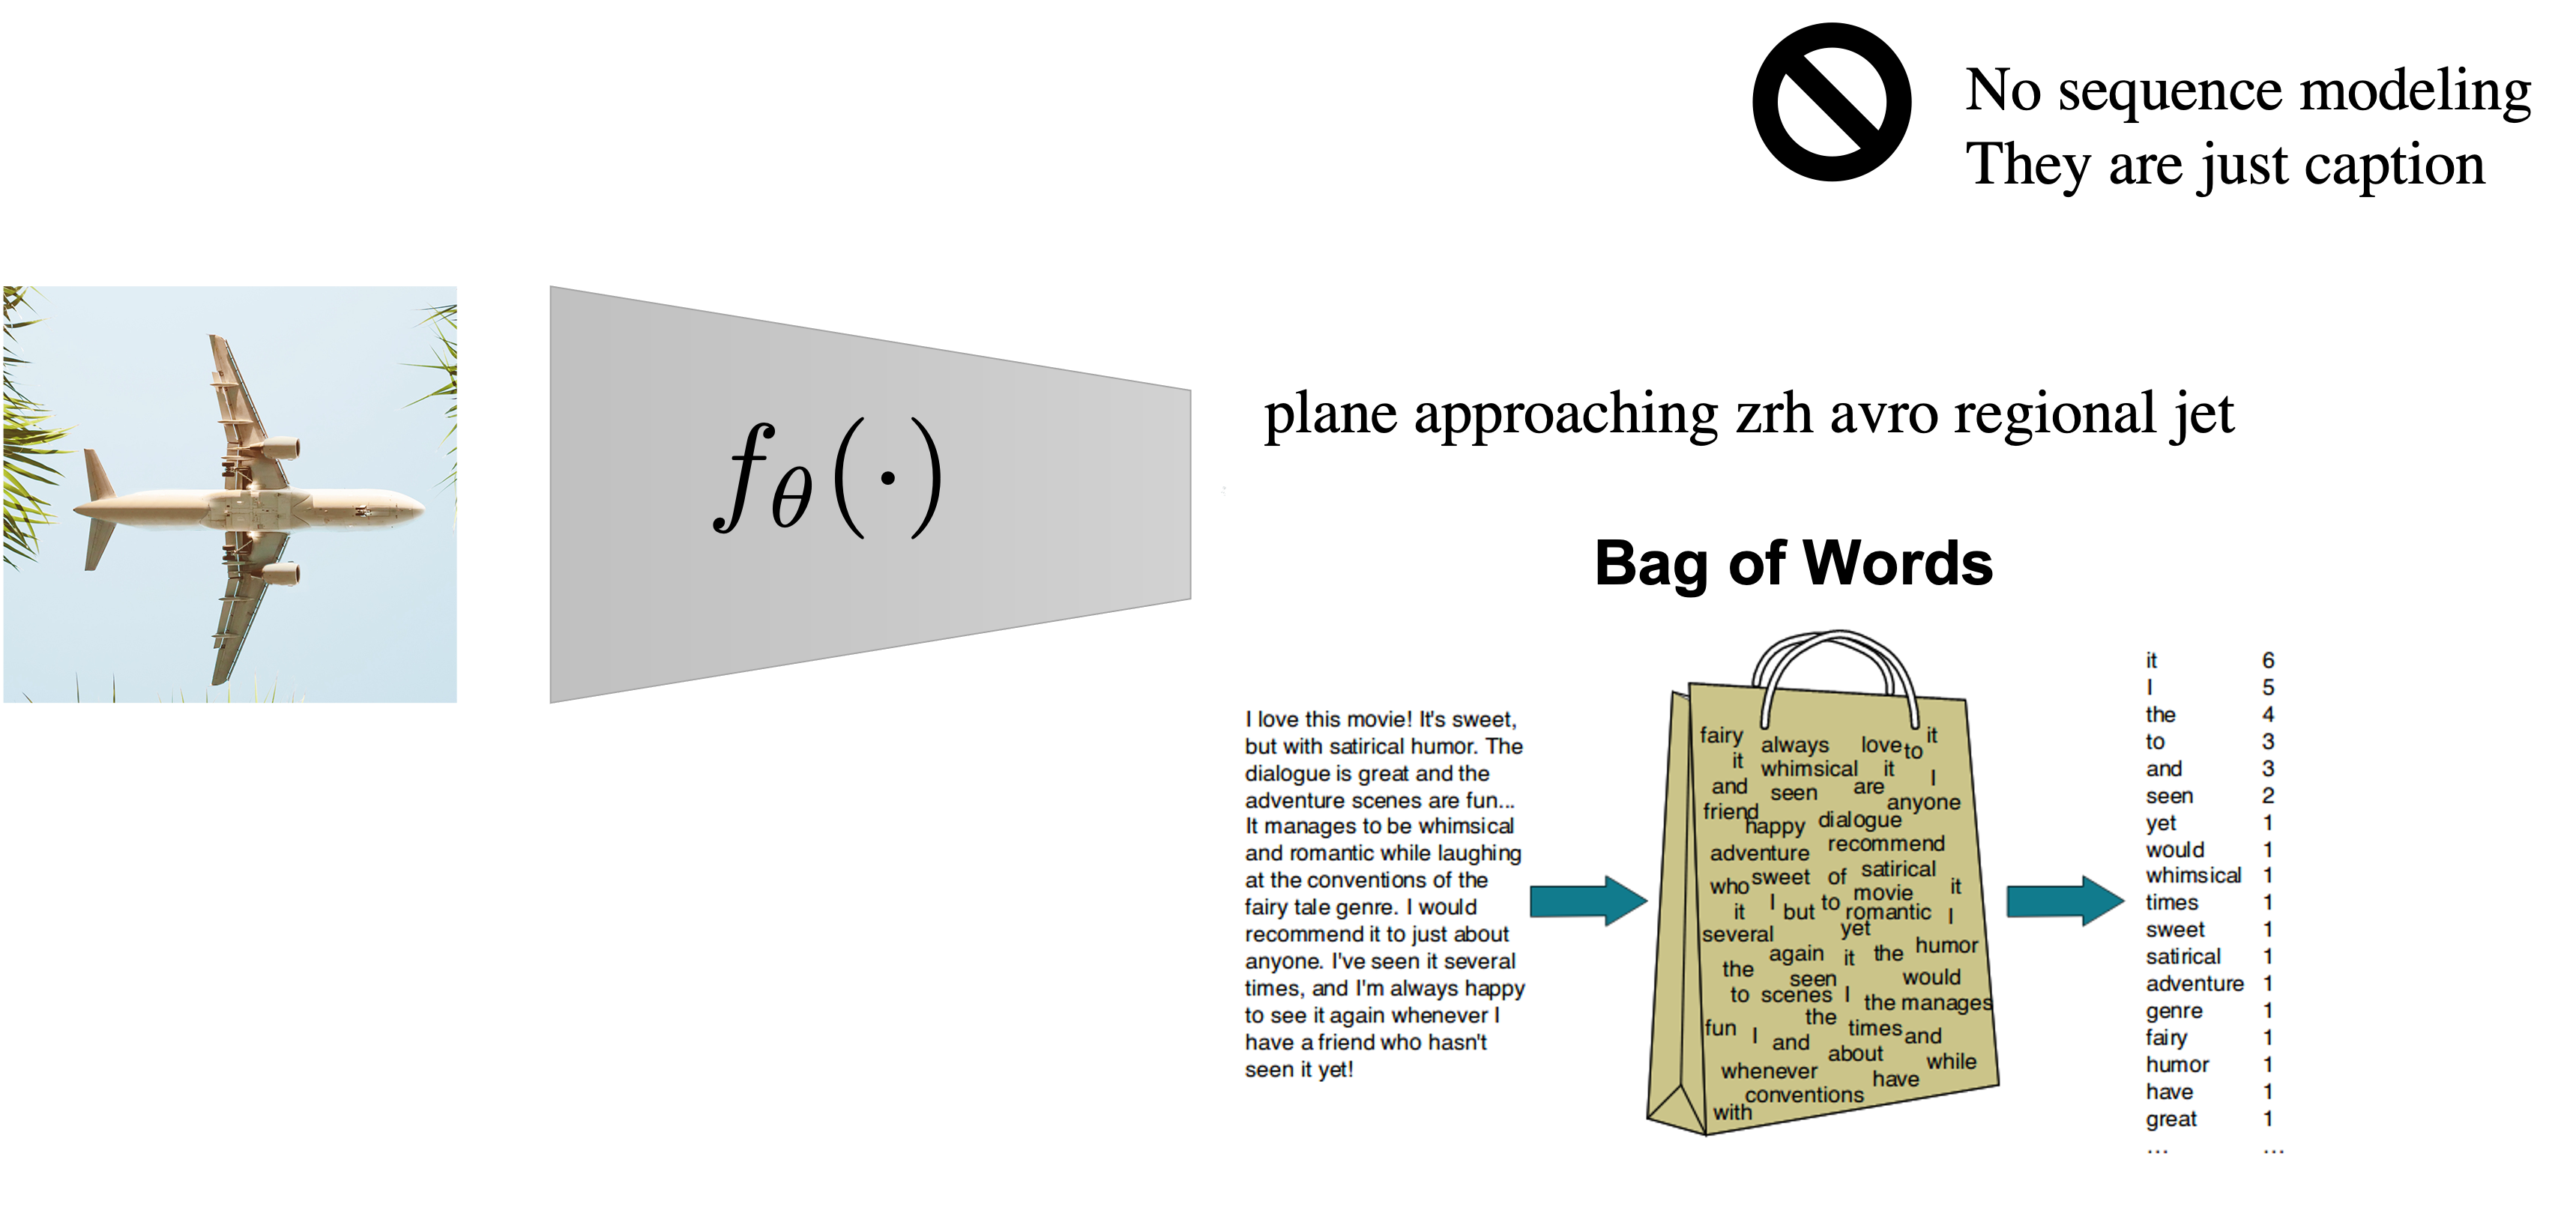 No sequence modeling
They are just caption
f_θ(·)
plane approaching zrh avro regional jet
Bag of Words
I love this movie! It's sweet,
but with satirical humor. The
dialogue is great and the
adventure scenes are fun...
It manages to be whimsical
and romantic while laughing
at the conventions of the
fairy tale genre. I would
recommend it to just about
anyone. I've seen it several
times, and I'm always happy
to see it again whenever I
have a friend who hasn't
seen it yet!
fairy always love to it
it whimsical it I
and seen are anyone
friend happy dialogue
adventure recommend
who sweet of satirical
it I but to movie it
romantic I
several yet
again it the humor
the seen would
to scenes I the manages
fun I the times and
and about while
whenever have
conventions
with
it 6
I 5
the 4
to 3
and 3
seen 2
yet 1
would 1
whimsical 1
times 1
sweet 1
satirical 1
adventure 1
genre 1
fairy 1
humor 1
have 1
great 1
... ...